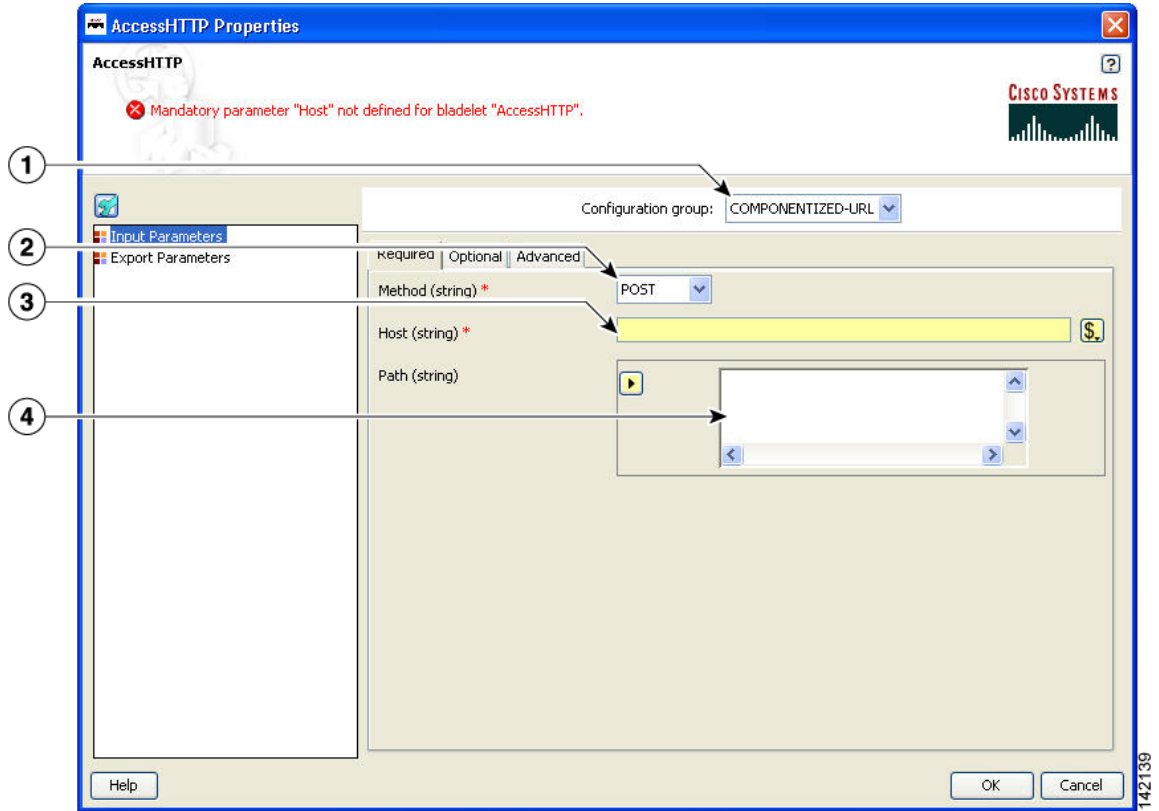 AccessHTTP Properties
AccessHTTP
Mandatory parameter "Host" not defined for bladelet "AccessHTTP".
CISCO SYSTEMS
1
Configuration group: COMPONENTIZED-URL
Input Parameters
Export Parameters
2
Required Optional Advanced
Method (string) * POST
3
Host (string) * $
Path (string)
4
Help OK Cancel
142139